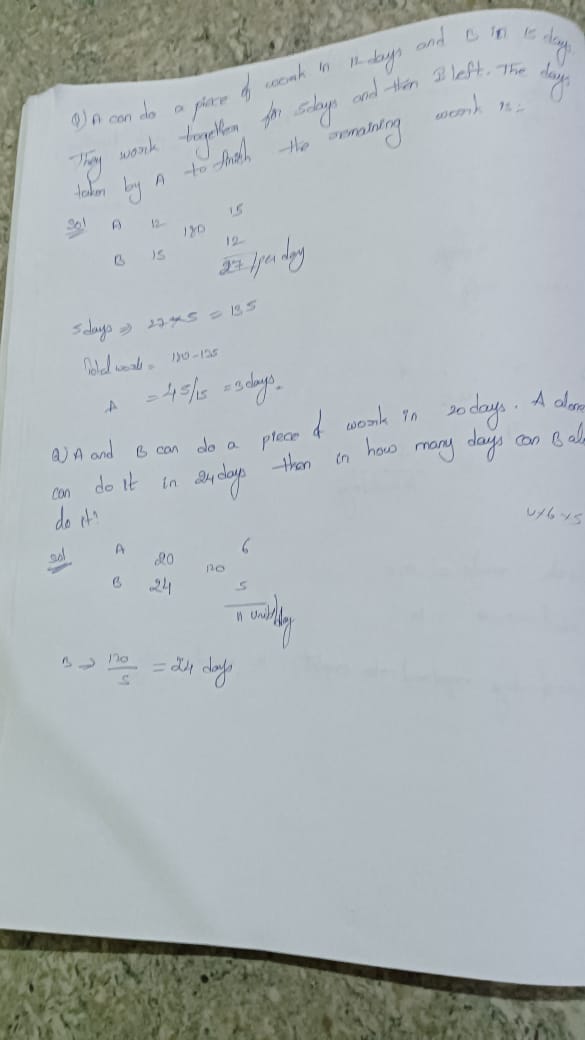 Q) A can do a piece of work in 12 days and B in 15 days
They work together for 5 days and then B left. The days
taken by A to finish the remaining work is:-
Sol A 12 180 15
B 15 12
27/per day
5 days ⇒ 27×5 = 135
Total work = 180-135
A = 45/15 = 3 days.
Q) A and B can do a piece of work in 20 days. A alone
can do it in 24 days then in how many days can B al
do it?
sol A 20 120 6
4×6×5
B 24 5
11 units/day
B → 120/5 = 24 days